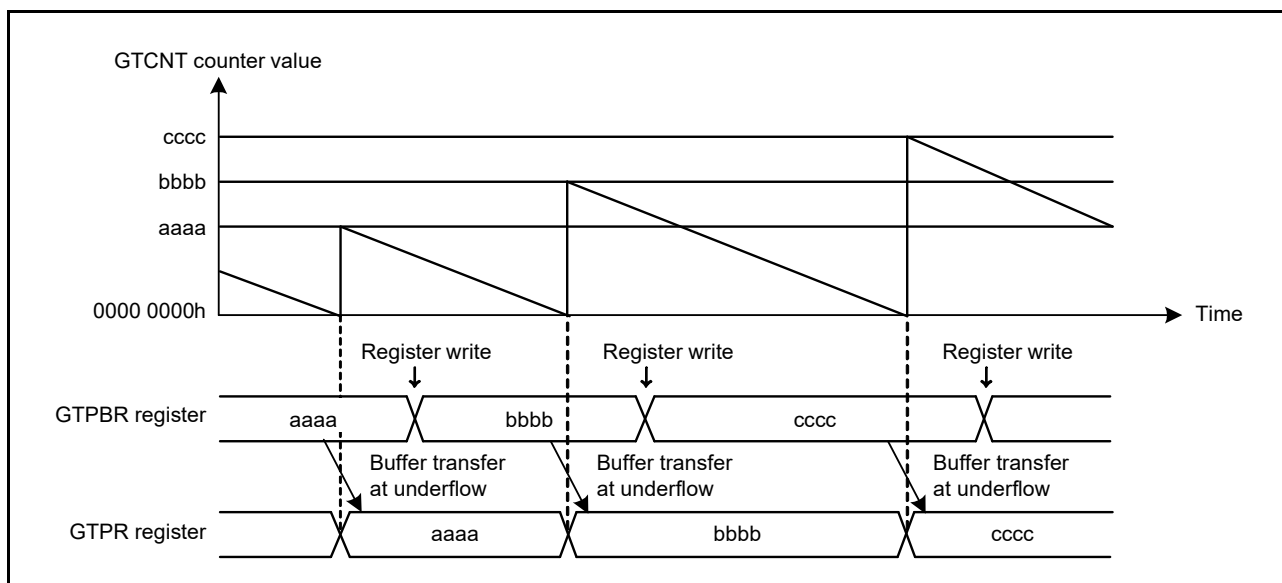 GTCNT counter value
cccc
bbbb
aaaa
0000 0000h
Time
Register write
Register write
Register write
GTPBR register
aaaa
bbbb
cccc
Buffer transfer
at underflow
Buffer transfer
at underflow
Buffer transfer
at underflow
GTPR register
aaaa
bbbb
cccc